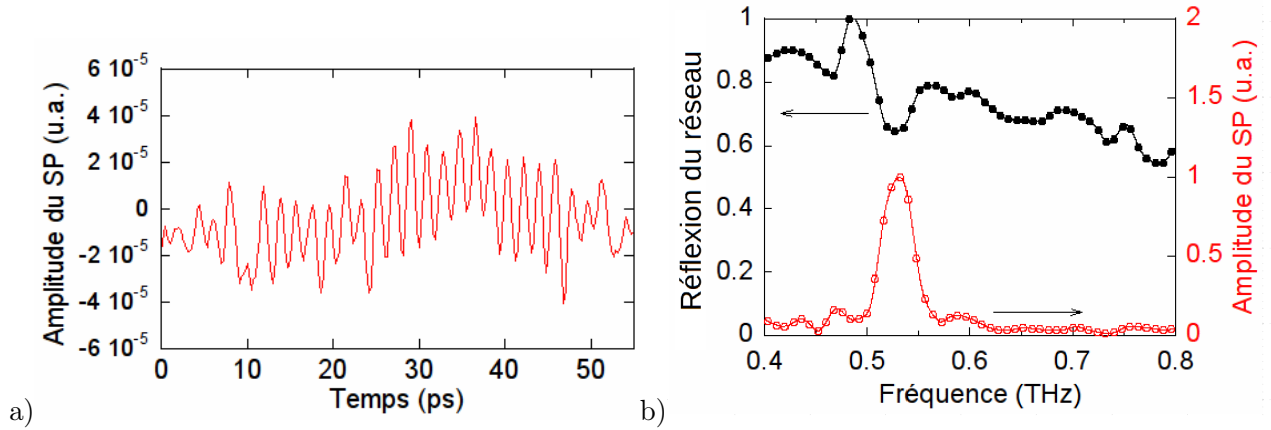 a)
Amplitude du SP (u.a.)
6 10⁻⁵
4 10⁻⁵
2 10⁻⁵
0
-2 10⁻⁵
-4 10⁻⁵
-6 10⁻⁵
0 10 20 30 40 50
Temps (ps)
b)
Réflexion du réseau
1
0.8
0.6
0.4
0.2
0
0.4 0.5 0.6 0.7 0.8
Fréquence (THz)
2
1.5
1
0.5
0
Amplitude du SP (u.a.)